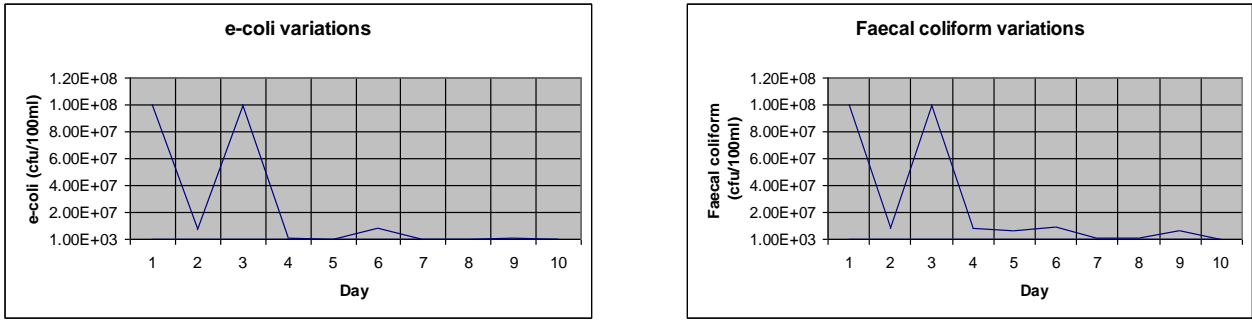 e-coli variations
e-coli (cfu/100ml)
1.20E+08
1.00E+08
8.00E+07
6.00E+07
4.00E+07
2.00E+07
1.00E+03
1 2 3 4 5 6 7 8 9 10
Day
Faecal coliform variations
Faecal coliform
(cfu/100ml)
1.20E+08
1.00E+08
8.00E+07
6.00E+07
4.00E+07
2.00E+07
1.00E+03
1 2 3 4 5 6 7 8 9 10
Day